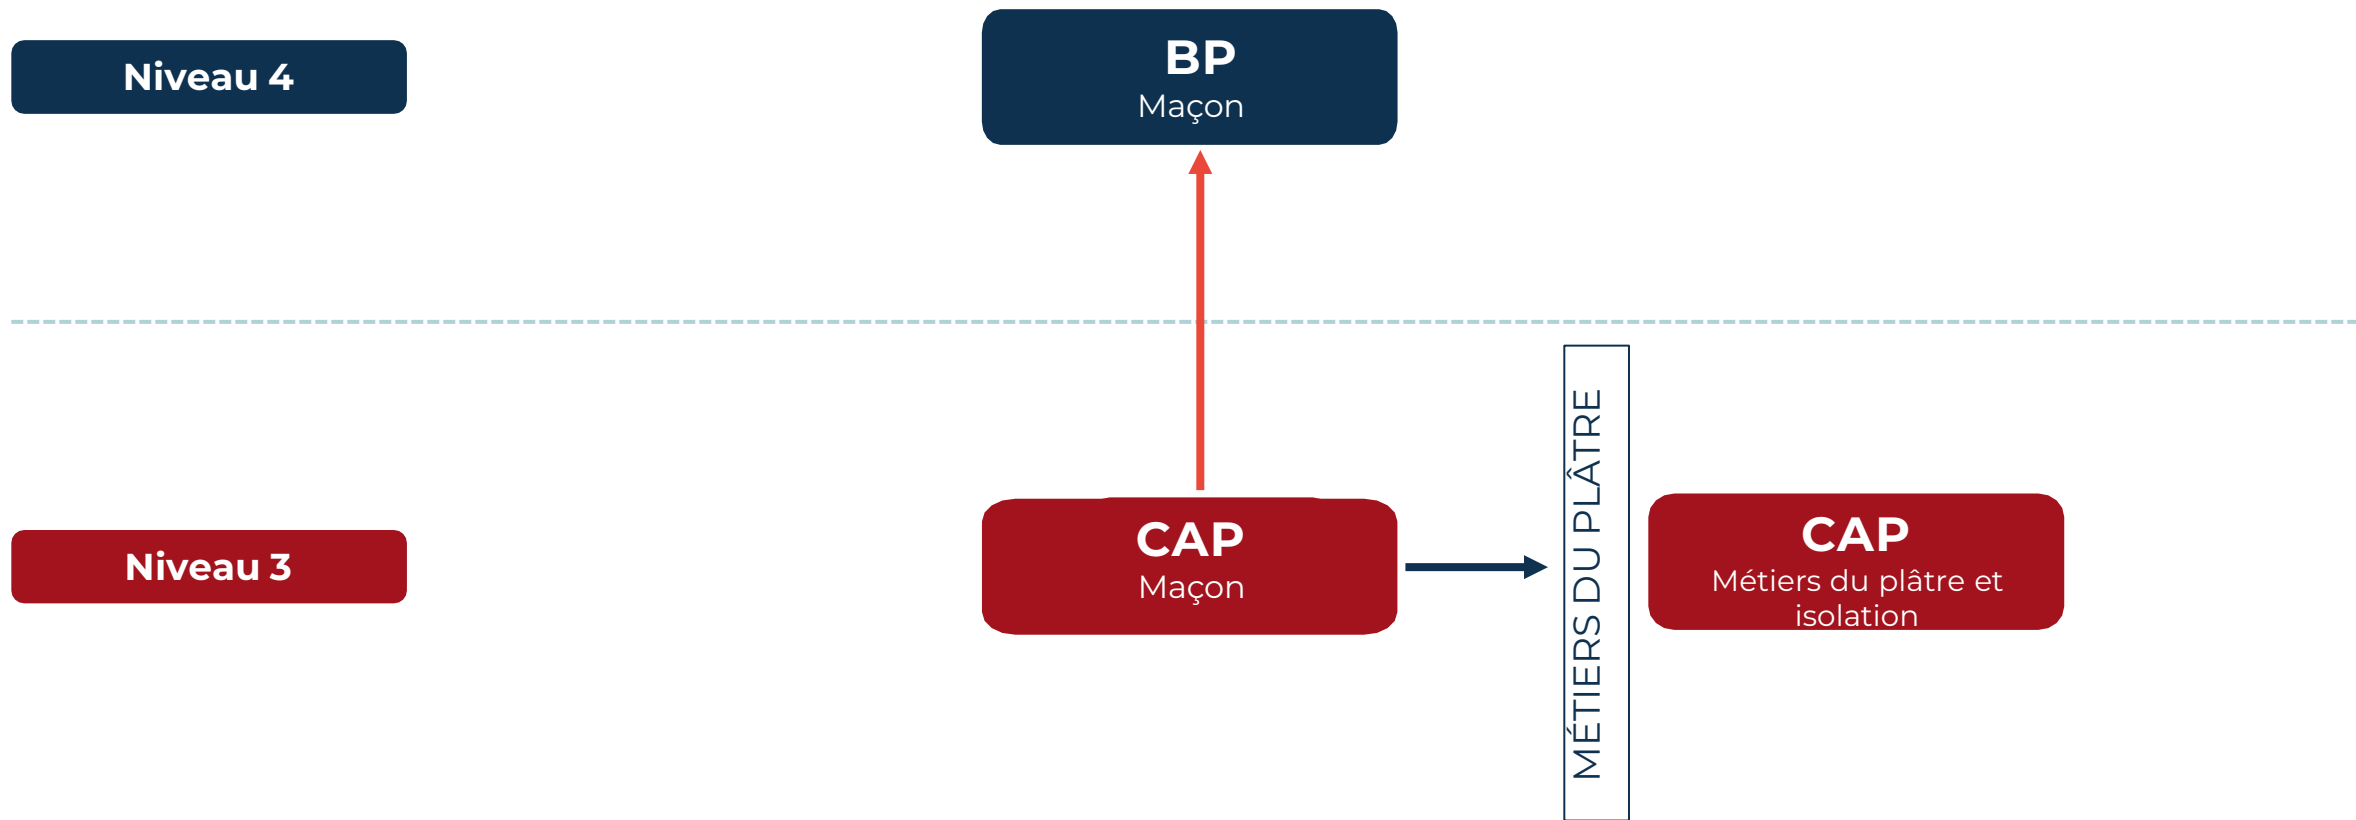 Niveau 4
BP
Maçon
Niveau 3
CAP
Maçon
MÉTIERS DU PLÂTRE
CAP
Métiers du plâtre et
isolation